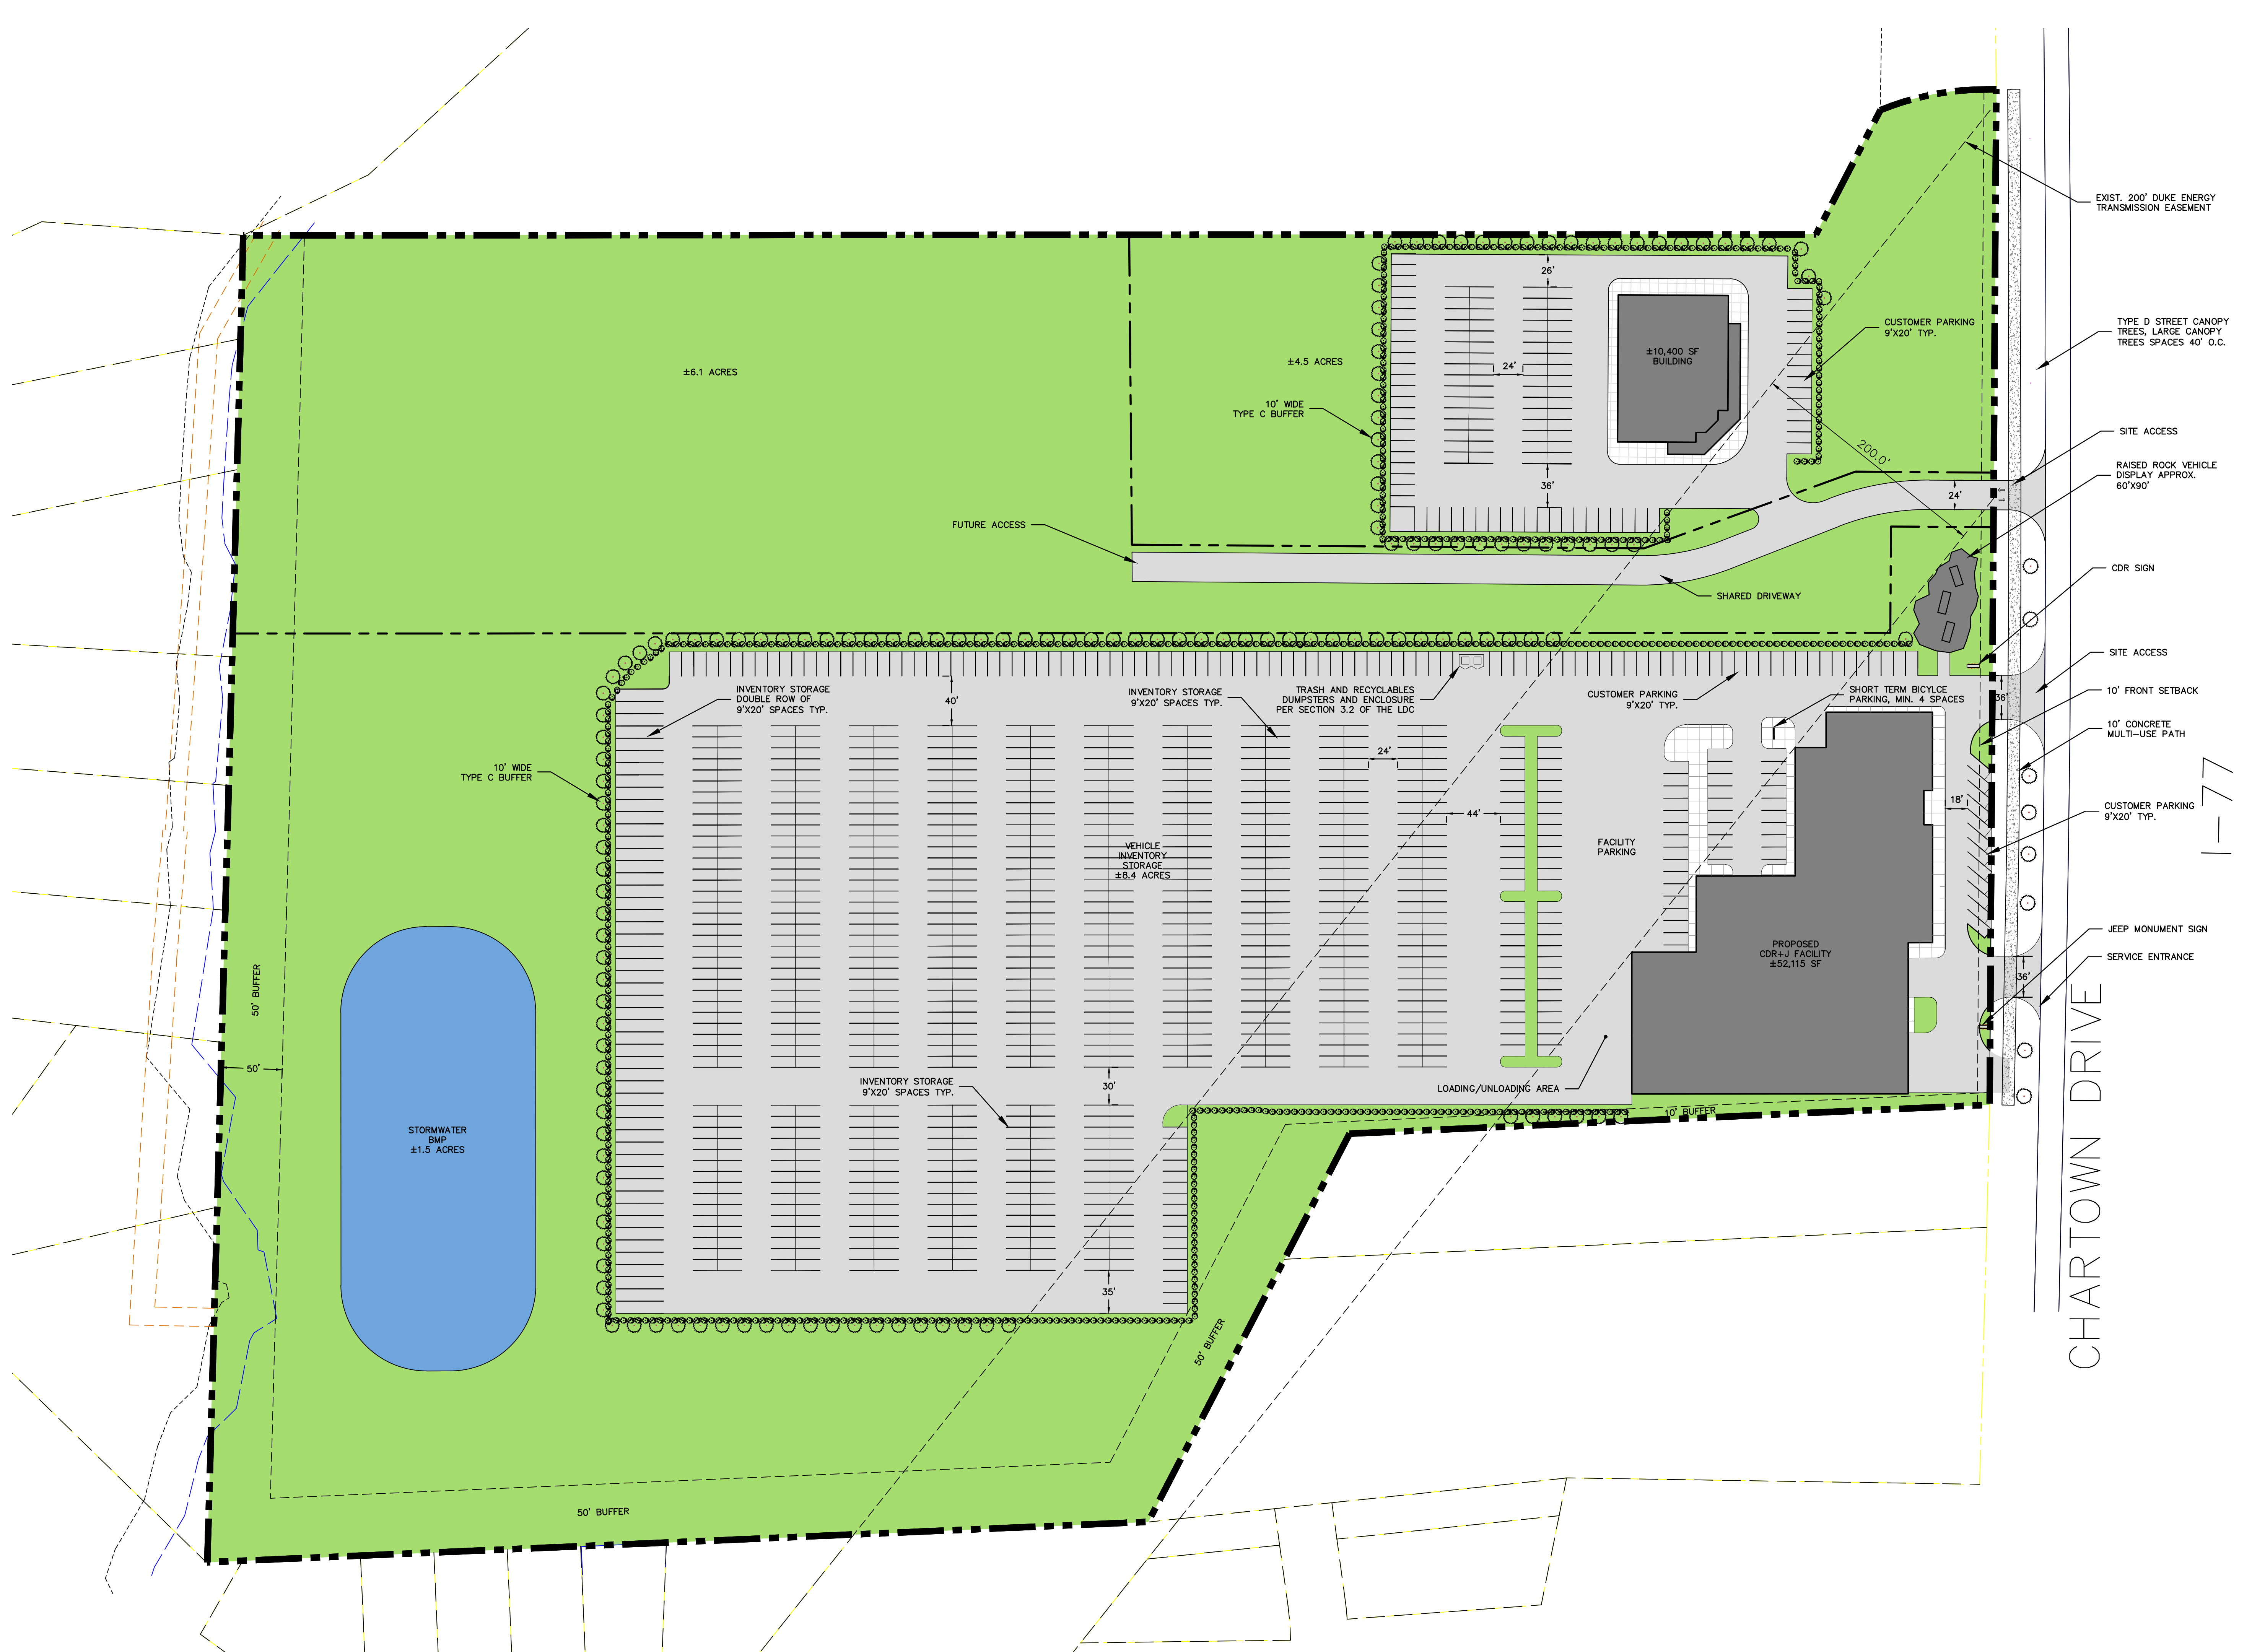 EXIST. 200' DUKE ENERGY
TRANSMISSION EASEMENT
26'
CUSTOMER PARKING
9'X20' TYP.
TYPE D STREET CANOPY
TREES, LARGE CANOPY
TREES SPACES 40' O.C.
±10,400 SF
BUILDING
±4.5 ACRES
±6.1 ACRES
24'
10' WIDE
TYPE C BUFFER
SITE ACCESS
200.0'
RAISED ROCK VEHICLE
DISPLAY APPROX.
60'X90'
36'
24'
FUTURE ACCESS
CDR SIGN
SHARED DRIVEWAY
SITE ACCESS
INVENTORY STORAGE
DOUBLE ROW OF
9'X20' SPACES TYP.
40'
INVENTORY STORAGE
9'X20' SPACES TYP.
TRASH AND RECYCLABLES
DUMPSTERS AND ENCLOSURE
PER SECTION 3.2 OF THE LDC
CUSTOMER PARKING
9'X20' TYP.
SHORT TERM BICYLCE
PARKING, MIN. 4 SPACES
36'
10' FRONT SETBACK
10' CONCRETE
MULTI-USE PATH
24'
10' WIDE
TYPE C BUFFER
18'
CUSTOMER PARKING
9'X20' TYP.
I-77
44'
FACILITY
PARKING
VEHICLE
INVENTORY
STORAGE
±8.4 ACRES
JEEP MONUMENT SIGN
PROPOSED
CDR+J FACILITY
±52,115 SF
SERVICE ENTRANCE
36'
50' BUFFER
50'
30'
INVENTORY STORAGE
9'X20' SPACES TYP.
LOADING/UNLOADING AREA
10' BUFFER
STORMWATER
BMP
±1.5 ACRES
CHARTOWN DRIVE
35'
50' BUFFER
50' BUFFER